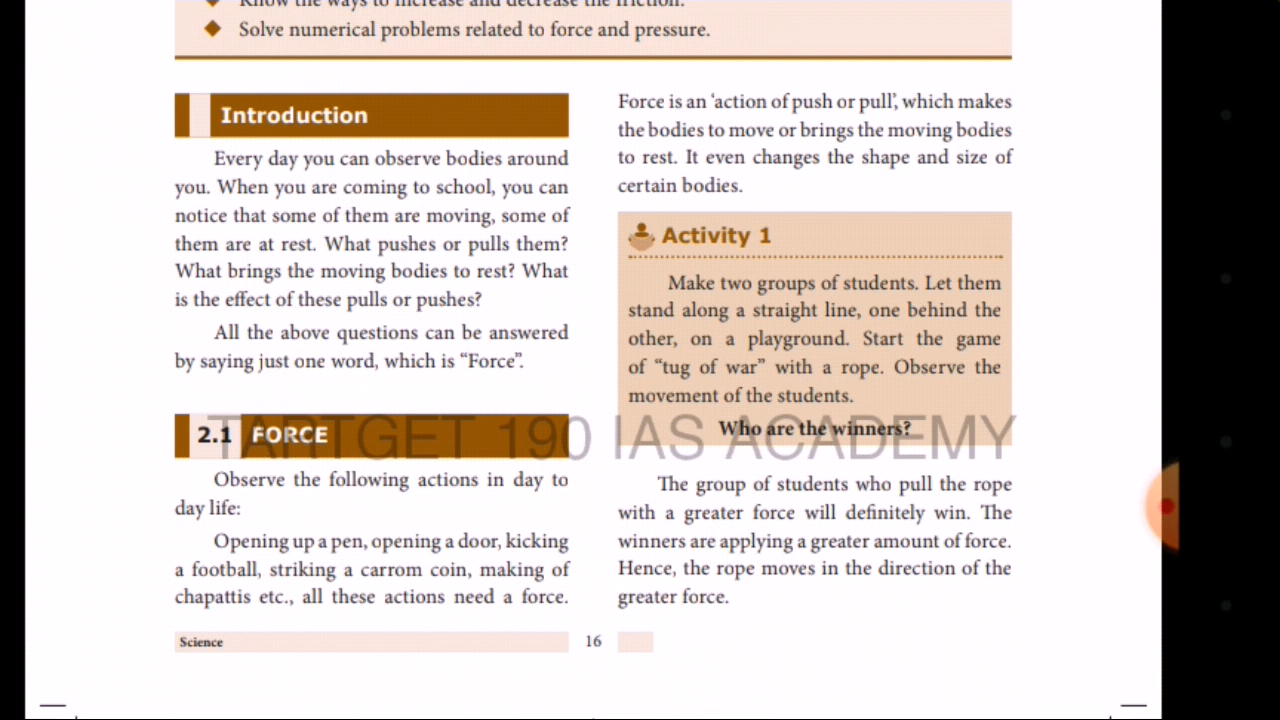 Know the ways to increase and decrease the friction.
Solve numerical problems related to force and pressure.
Introduction
Every day you can observe bodies around
you. When you are coming to school, you can
notice that some of them are moving, some of
them are at rest. What pushes or pulls them?
What brings the moving bodies to rest? What
is the effect of these pulls or pushes?
All the above questions can be answered
by saying just one word, which is “Force”.
2.1 FORCE
Observe the following actions in day to
day life:
Opening up a pen, opening a door, kicking
a football, striking a carrom coin, making of
chapattis etc., all these actions need a force.
Force is an ‘action of push or pull’, which makes
the bodies to move or brings the moving bodies
to rest. It even changes the shape and size of
certain bodies.
Activity 1
Make two groups of students. Let them
stand along a straight line, one behind the
other, on a playground. Start the game
of “tug of war” with a rope. Observe the
movement of the students.
Who are the winners?
TARTGET 190 IAS ACADEMY
The group of students who pull the rope
with a greater force will definitely win. The
winners are applying a greater amount of force.
Hence, the rope moves in the direction of the
greater force.
Science
16